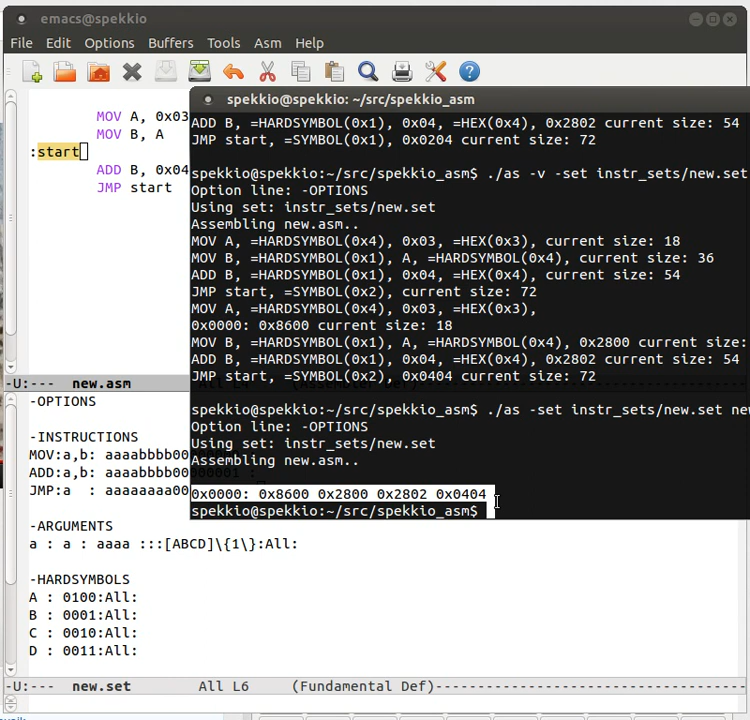 emacs@spekkio
File Edit Options Buffers Tools Asm Help
MOV A, 0x03
MOV B, A
:start
ADD B, 0x04
JMP start
-U:--- new.asm All L4 (Assembler Def)
-OPTIONS
-INSTRUCTIONS
MOV:a,b: aaaabbbb00
ADD:a,b: aaaabbbb00000001 :
JMP:a : aaaaaaaa00
-ARGUMENTS
a : a : aaaa :::[ABCD]\{1\}:All:
-HARDSYMBOLS
A : 0100:All:
B : 0001:All:
C : 0010:All:
D : 0011:All:
-U:--- new.set All L6 (Fundamental Def)-----------------------------------
spekkio@spekkio: ~/src/spekkio_asm
ADD B, =HARDSYMBOL(0x1), 0x04, =HEX(0x4), 0x2802 current size: 54
JMP start, =SYMBOL(0x1), 0x0204 current size: 72
spekkio@spekkio:~/src/spekkio_asm$ ./as -v -set instr_sets/new.set
Option line: -OPTIONS
Using set: instr_sets/new.set
Assembling new.asm..
MOV A, =HARDSYMBOL(0x4), 0x03, =HEX(0x3), current size: 18
MOV B, =HARDSYMBOL(0x1), A, =HARDSYMBOL(0x4), current size: 36
ADD B, =HARDSYMBOL(0x1), 0x04, =HEX(0x4), current size: 54
JMP start, =SYMBOL(0x2), current size: 72
MOV A, =HARDSYMBOL(0x4), 0x03, =HEX(0x3),
0x0000: 0x8600 current size: 18
MOV B, =HARDSYMBOL(0x1), A, =HARDSYMBOL(0x4), 0x2800 current size:
ADD B, =HARDSYMBOL(0x1), 0x04, =HEX(0x4), 0x2802 current size: 54
JMP start, =SYMBOL(0x2), 0x0404 current size: 72
spekkio@spekkio:~/src/spekkio_asm$ ./as -set instr_sets/new.set ne
Option line: -OPTIONS
Using set: instr_sets/new.set
Assembling new.asm..
0x0000: 0x8600 0x2800 0x2802 0x0404
spekkio@spekkio:~/src/spekkio_asm$